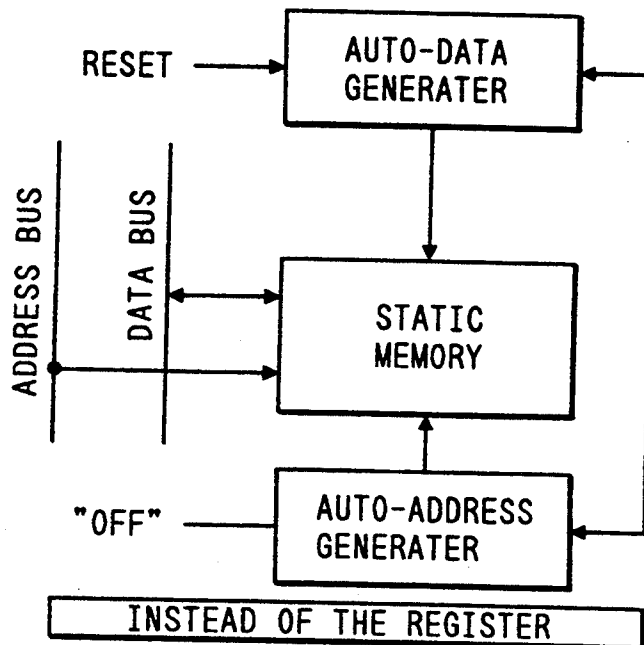 RESET
AUTO-DATA
GENERATER
ADDRESS BUS
DATA BUS
STATIC
MEMORY
"OFF"
AUTO-ADDRESS
GENERATER
INSTEAD OF THE REGISTER